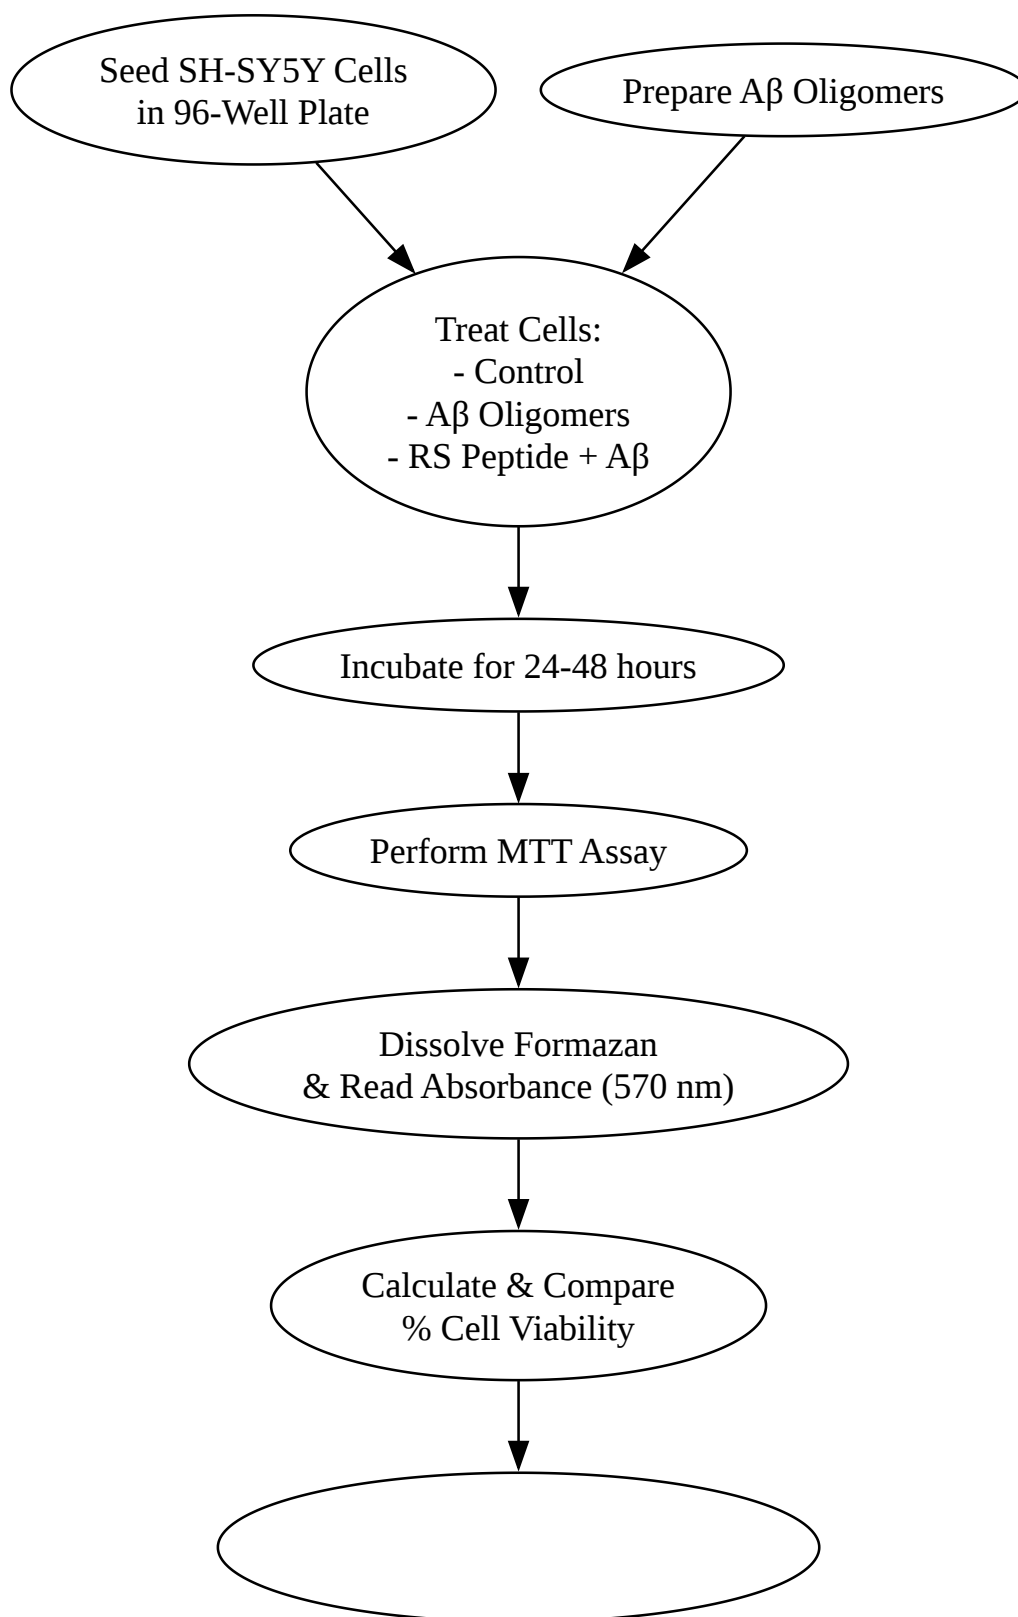 Seed SH-SY5Y Cells
in 96-Well Plate
Prepare Aβ Oligomers
Treat Cells:
- Control
- Aβ Oligomers
- RS Peptide + Aβ
Incubate for 24-48 hours
Perform MTT Assay
Dissolve Formazan
& Read Absorbance (570 nm)
Calculate & Compare
% Cell Viability